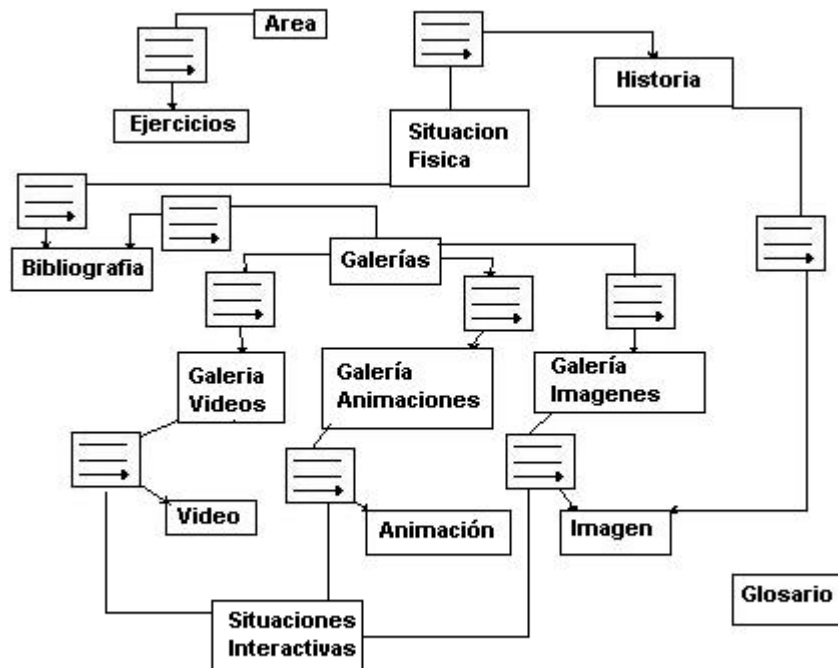 Area
Historia
Ejercicios
Situacion
Fisica
Bibliografia
Galerías
Galeria
Videos
Galería
Animaciones
Galería
Imagenes
Video
Animación
Imagen
Glosario
Situaciones
Interactivas